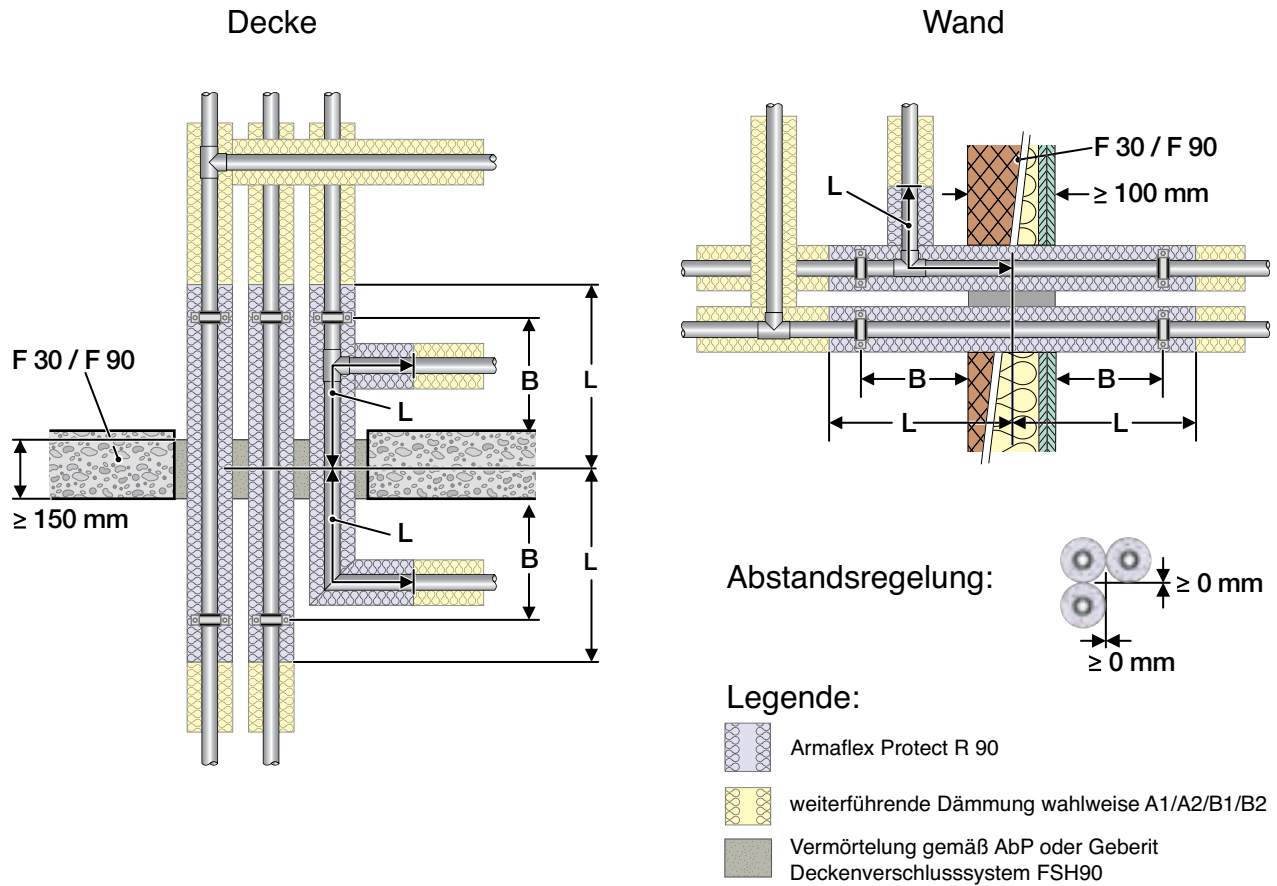 Decke
Wand
F 30 / F 90
≥ 100 mm
L
B
L
F 30 / F 90
L
B
B
L
L
≥ 150 mm
L
B
L
Abstandsregelung:
≥ 0 mm
≥ 0 mm
Legende:
Armaflex Protect R 90
weiterführende Dämmung wahlweise A1/A2/B1/B2
Vermörtelung gemäß AbP oder Geberit
Deckenverschlusssystem FSH90